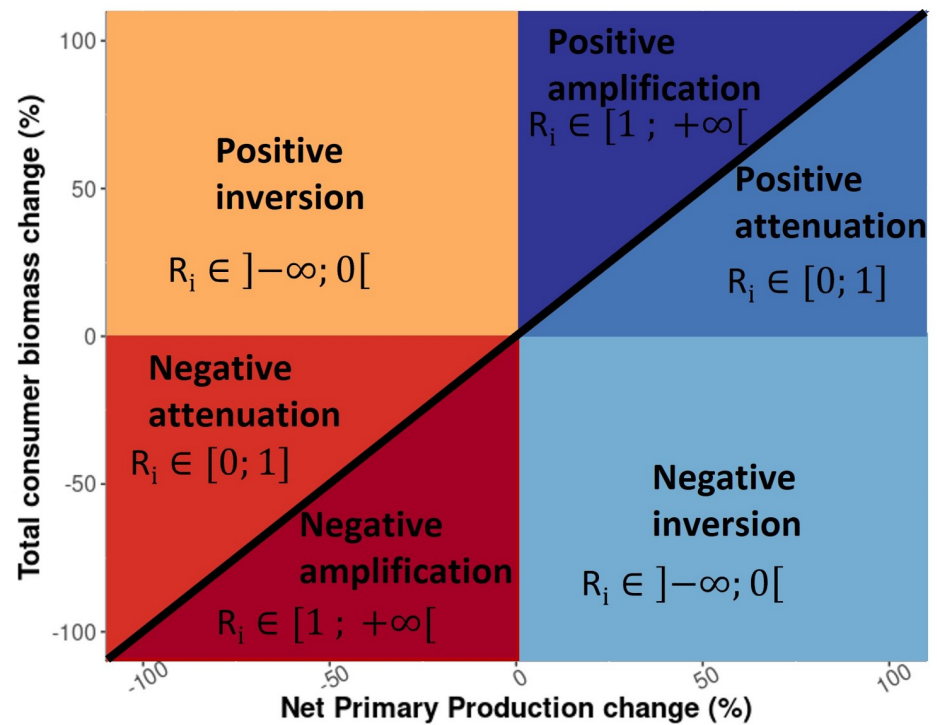 Total consumer biomass change (%)
100
50
0
-50
-100
Positive
amplification
Rᵢ ∈ [1 ; +∞[
Positive
inversion
Rᵢ ∈ ]−∞; 0[
Positive
attenuation
Rᵢ ∈ [0; 1]
Negative
attenuation
Rᵢ ∈ [0; 1]
Negative
inversion
Rᵢ ∈ ]−∞; 0[
Negative
amplification
Rᵢ ∈ [1 ; +∞[
-100
-50
0
50
100
Net Primary Production change (%)